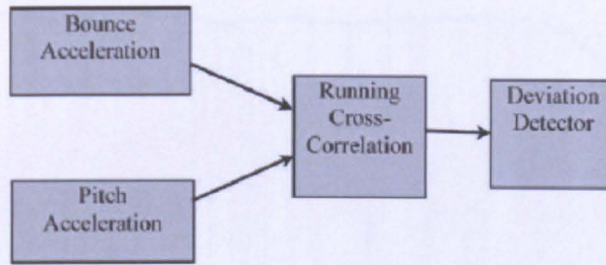 Bounce
Acceleration
Pitch
Acceleration
Running
Cross-
Correlation
Deviation
Detector